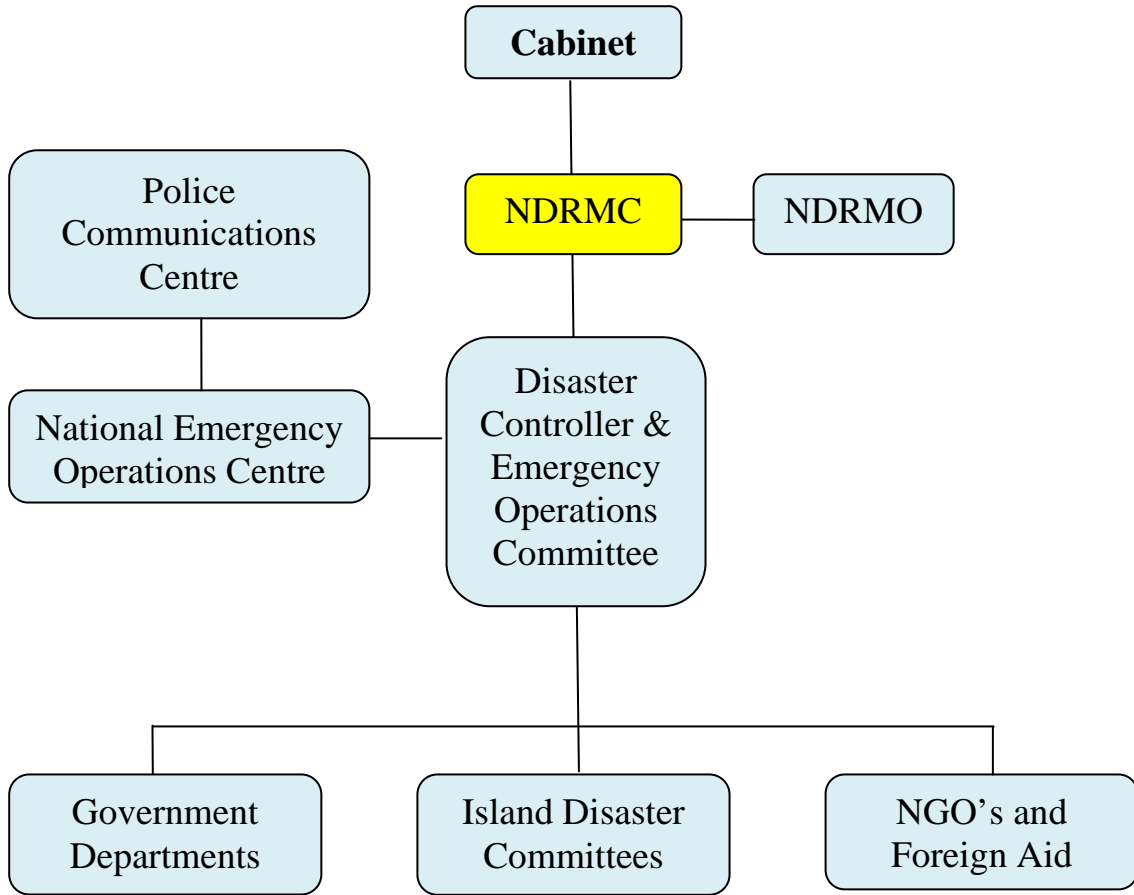 Cabinet
Police
Communications
Centre
NDRMC
NDRMO
National Emergency
Operations Centre
Disaster
Controller &
Emergency
Operations
Committee
Government
Departments
Island Disaster
Committees
NGO’s and
Foreign Aid